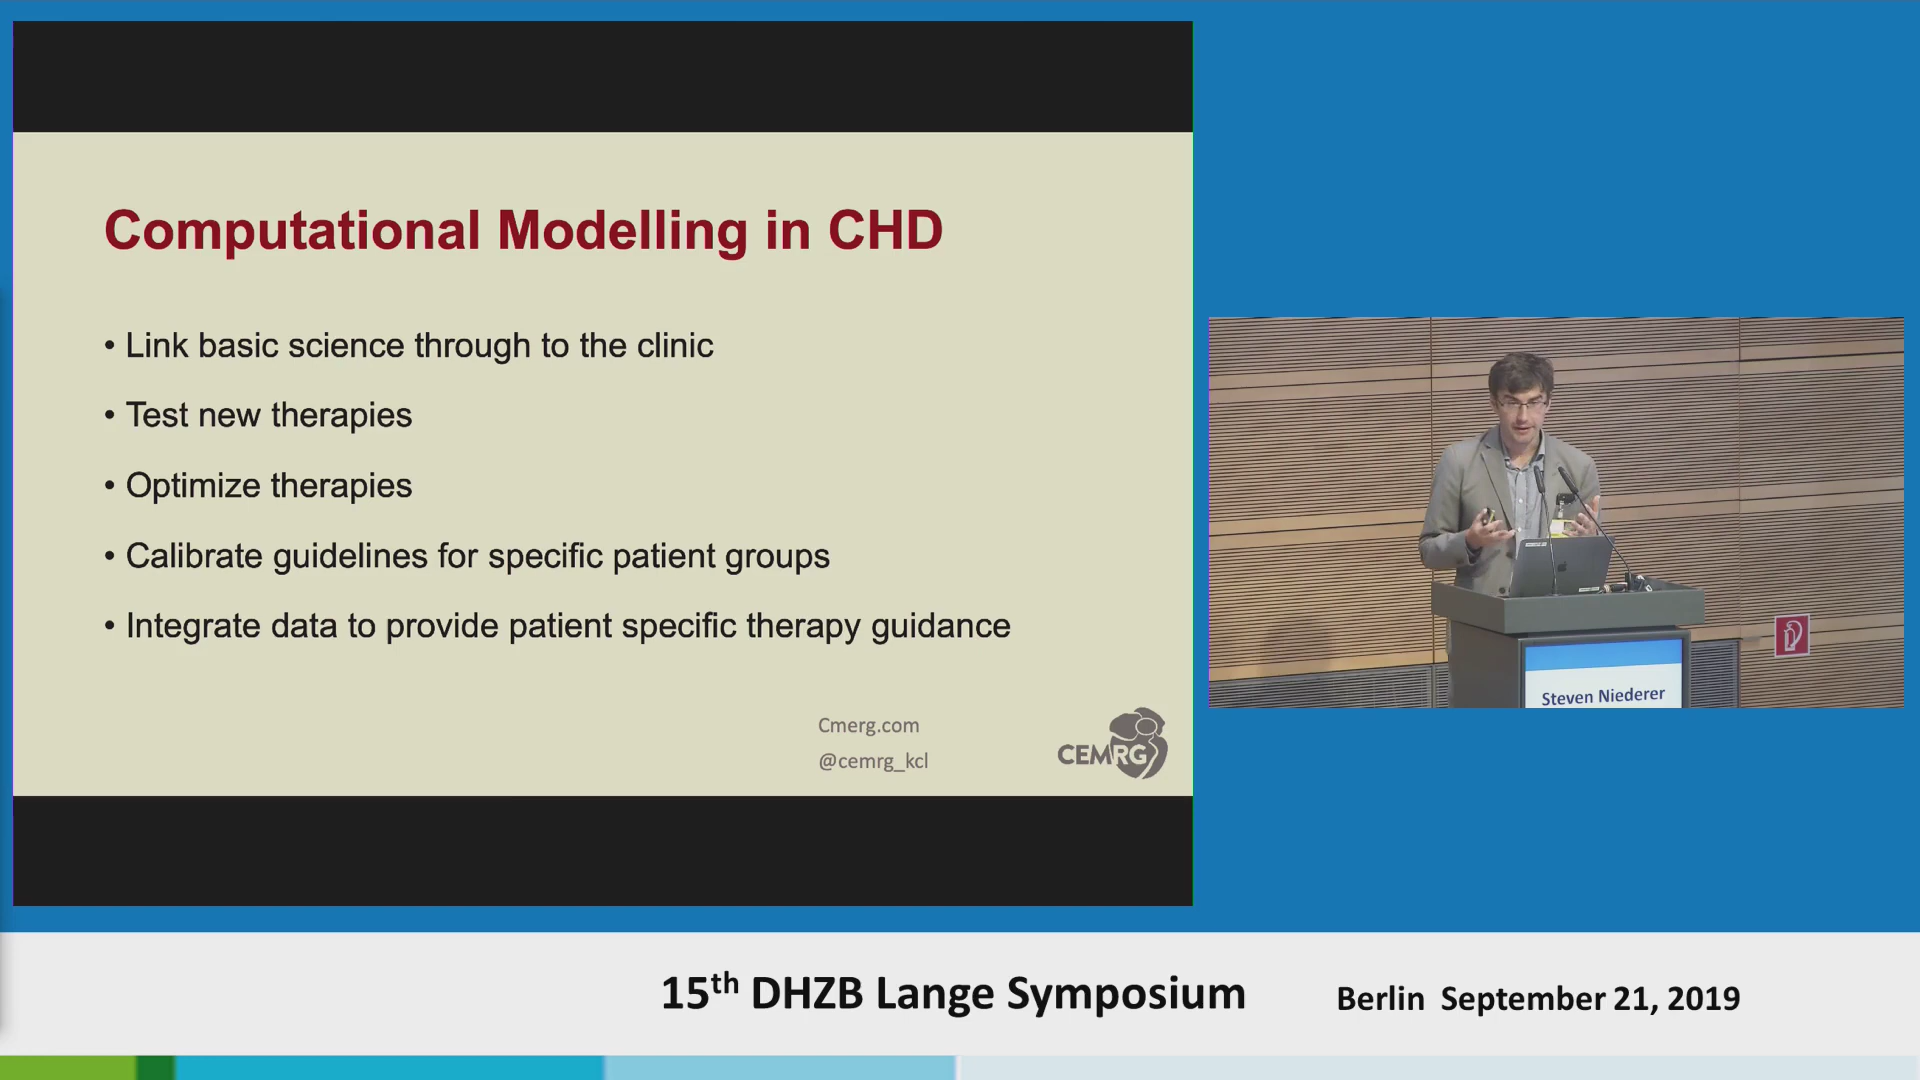 Computational Modelling in CHD
• Link basic science through to the clinic
• Test new therapies
• Optimize therapies
• Calibrate guidelines for specific patient groups
• Integrate data to provide patient specific therapy guidance
Cmerg.com
@cemrg_kcl
CEMRG
Steven Niederer
15th DHZB Lange Symposium
Berlin September 21, 2019